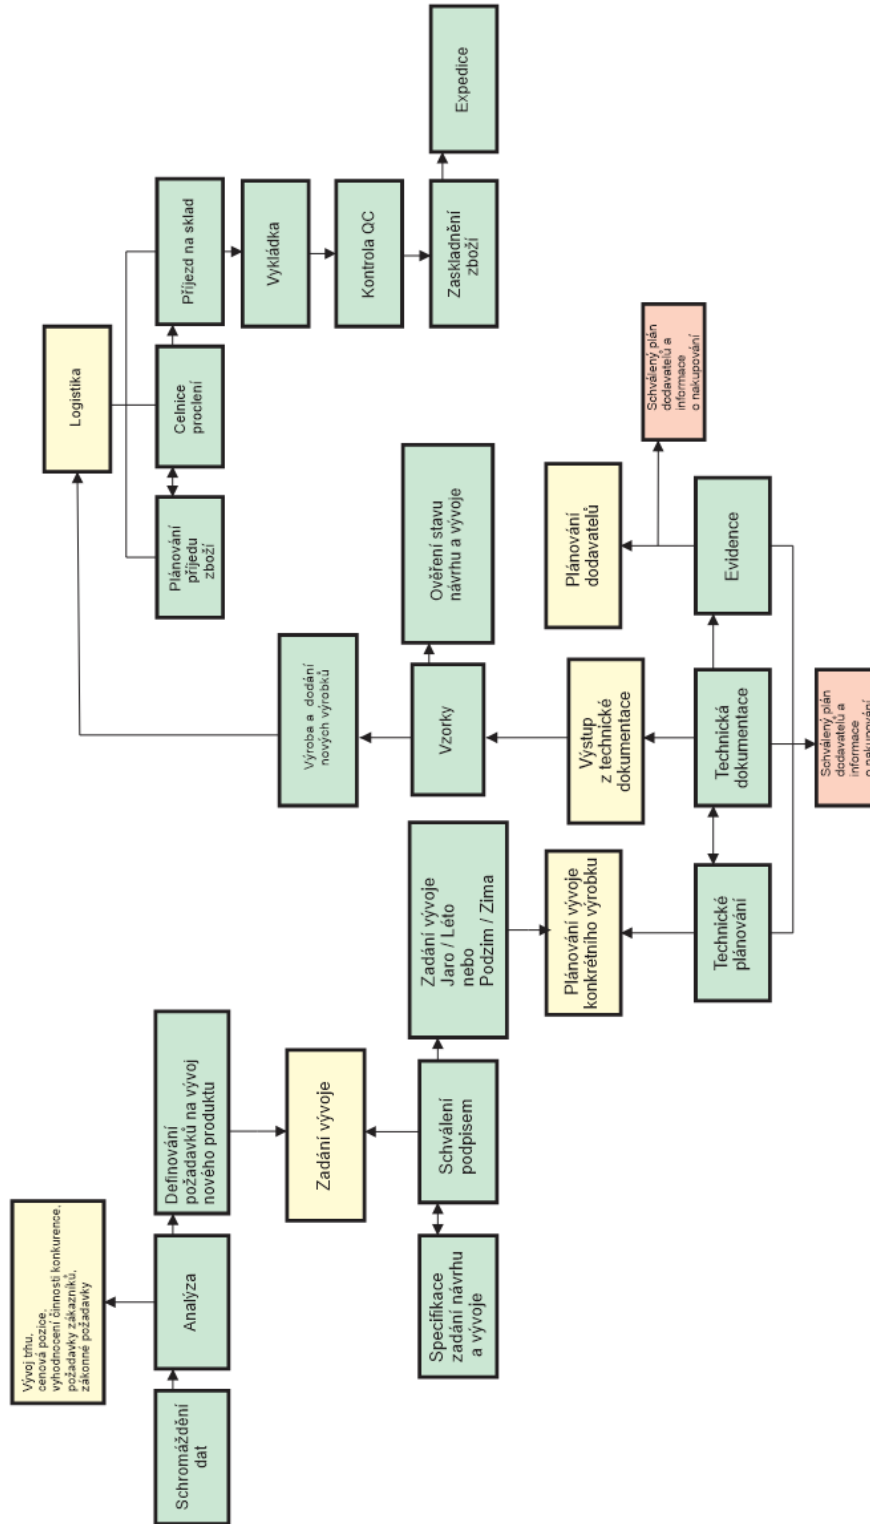 Vývoj trhu,
cenová pozice,
vyhodnocení činnosti konkurence,
požadavky zákazníků,
zákonné požadavky
Schromáždění
dat
Analýza
Definování
požadavků na vývoj
nového produktu
Zadání vývoje
Specifikace
zadání návrhu
a vývoje
Schválení
podpisem
Zadání vývoje
Jaro / Léto
nebo
Podzim / Zima
Plánování vývoje
konkrétního výrobku
Technické
plánování
Technická
dokumentace
Evidence
Schválený plán
dodavatelů a
informace
o nakupování
Výstup
z technické
dokumentace
Plánování
dodavatelů
Schválený plán
dodavatelů a
informace
o nakupování
Vzorky
Ověření stavu
návrhu a vývoje
Výroba a dodání
nových výrobků
Logistika
Plánování
příjedu
zboží
Celnice
proclení
Příjezd na sklad
Vykládka
Kontrola QC
Zaskladnění
zboží
Expedice